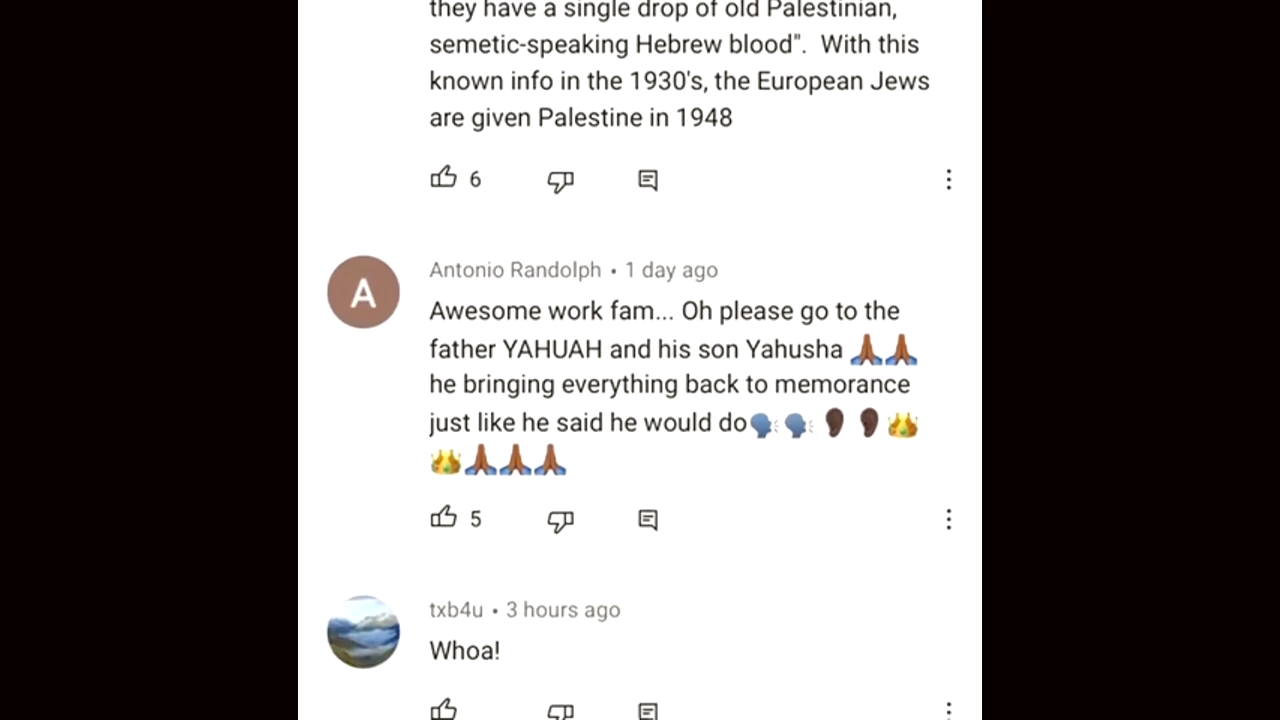 they have a single drop of old Palestinian,
semetic-speaking Hebrew blood". With this
known info in the 1930's, the European Jews
are given Palestine in 1948
6
A
Antonio Randolph • 1 day ago
Awesome work fam... Oh please go to the
father YAHUAH and his son Yahusha 🙏🏾🙏🏾
he bringing everything back to memorance
just like he said he would do🗣️🗣️👂🏿👂🏿👑
👑🙏🏾🙏🏾🙏🏾
5
txb4u • 3 hours ago
Whoa!